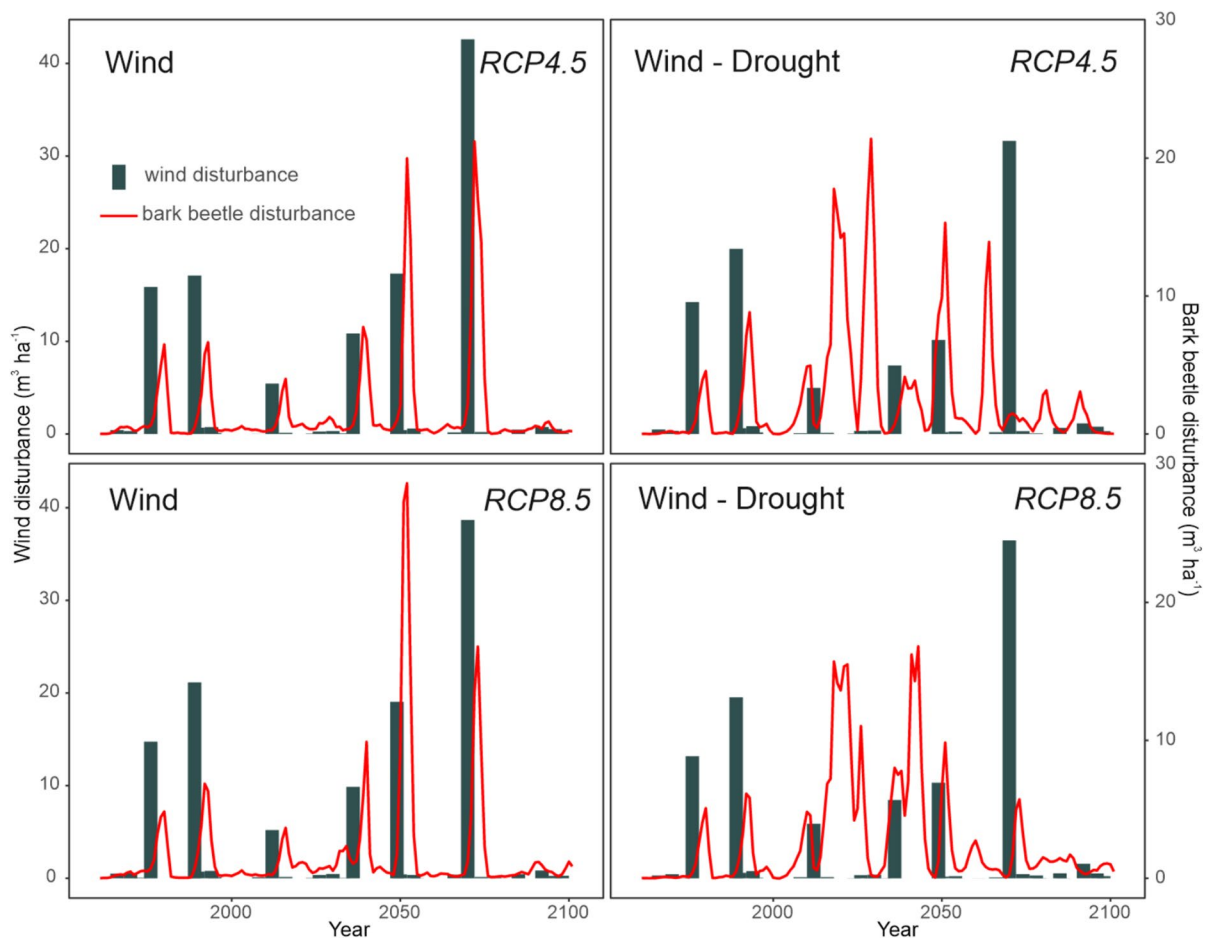 Wind RCP4.5
Wind - Drought RCP4.5
wind disturbance
bark beetle disturbance
40
30
20
10
0
30
20
10
0
Wind RCP8.5
Wind - Drought RCP8.5
40
30
20
10
0
30
20
10
0
Wind disturbance (m³ ha⁻¹)
Bark beetle disturbance (m³ ha⁻¹)
2000 2050 2100
2000 2050 2100
Year
Year